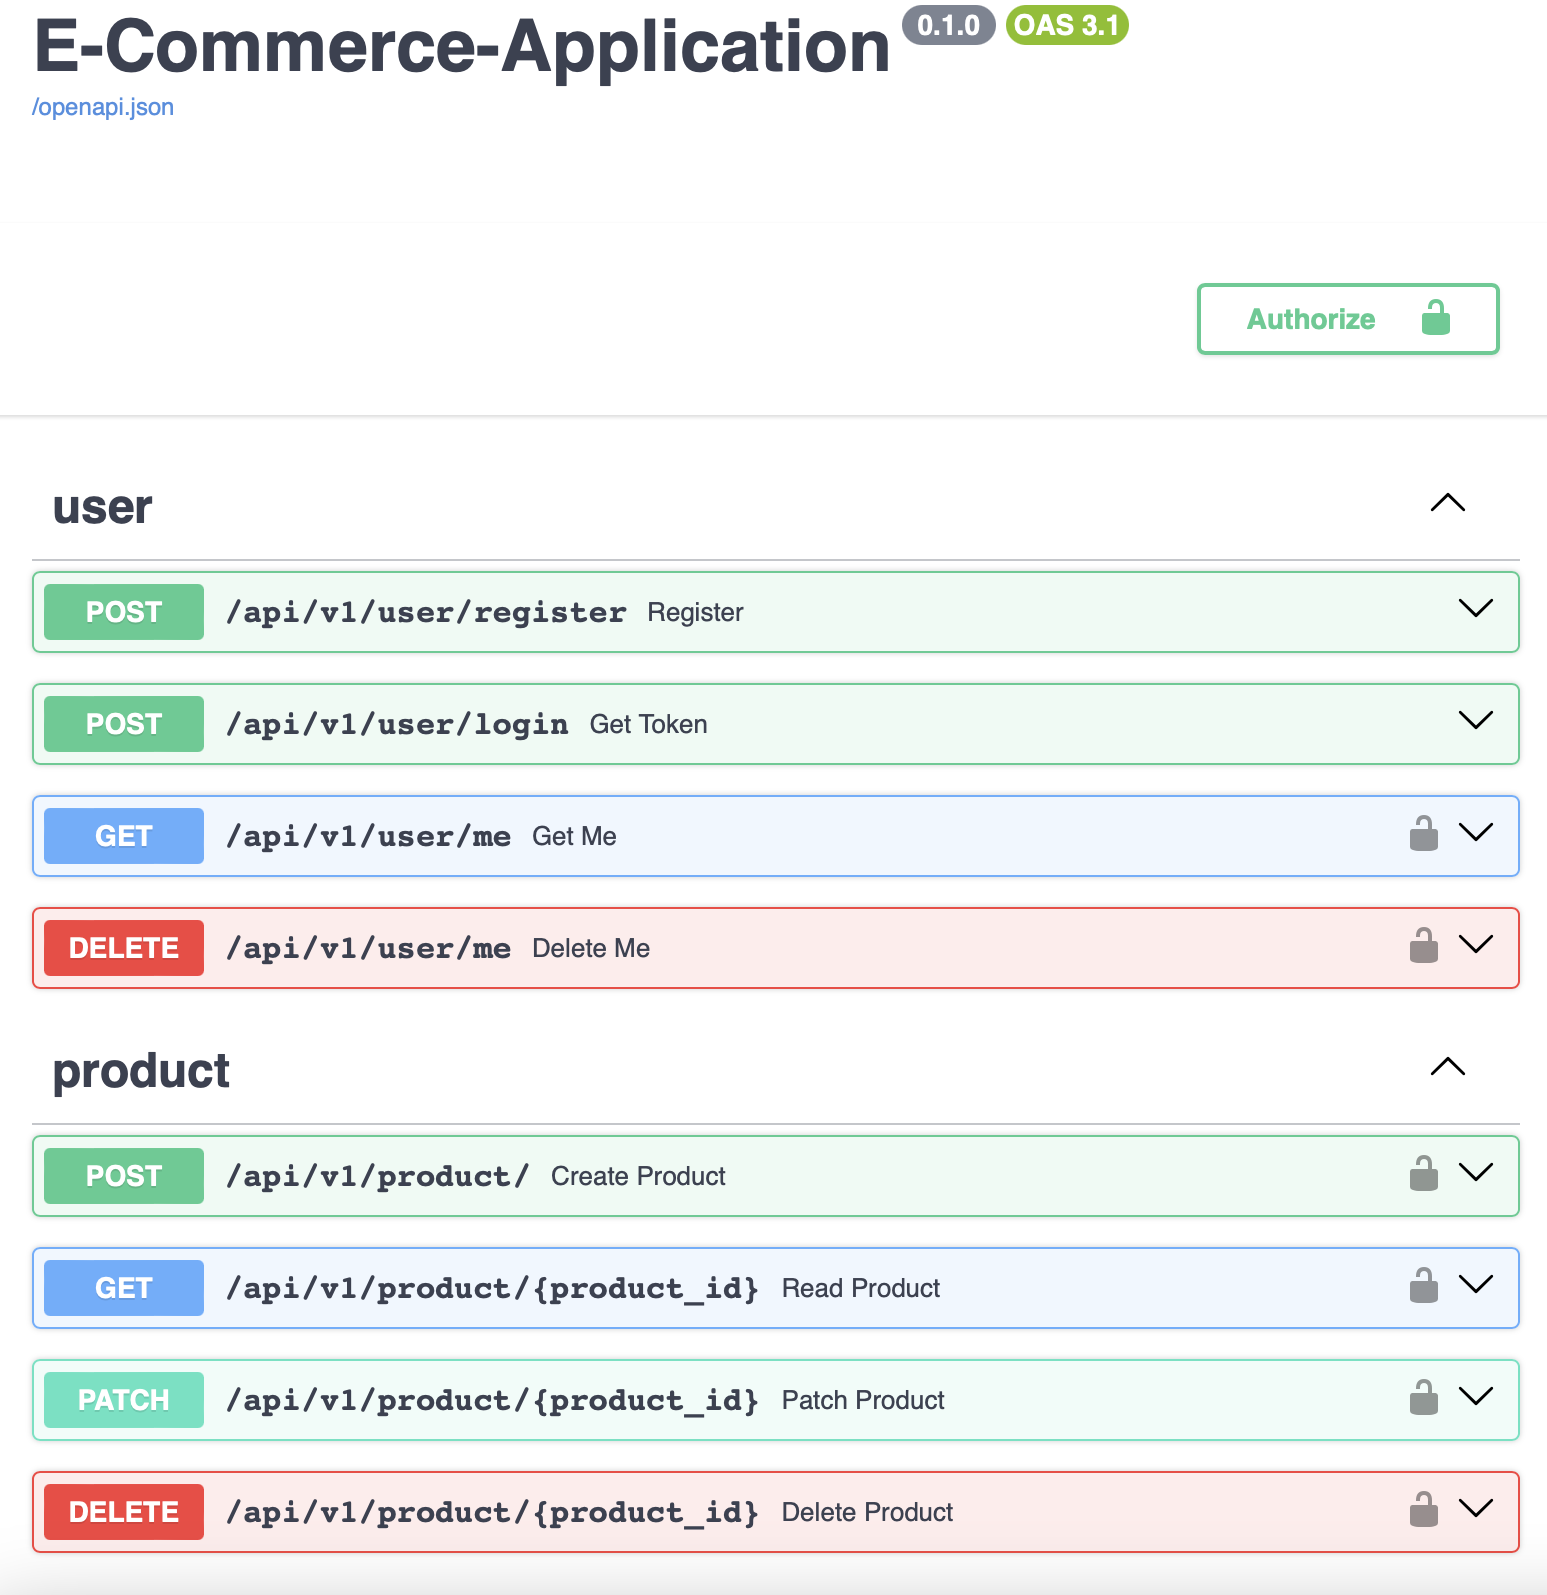 E-Commerce-Application 0.1.0 OAS 3.1
/openapi.json
Authorize
user
POST /api/v1/user/register Register
POST /api/v1/user/login Get Token
GET /api/v1/user/me Get Me
DELETE /api/v1/user/me Delete Me
product
POST /api/v1/product/ Create Product
GET /api/v1/product/{product_id} Read Product
PATCH /api/v1/product/{product_id} Patch Product
DELETE /api/v1/product/{product_id} Delete Product